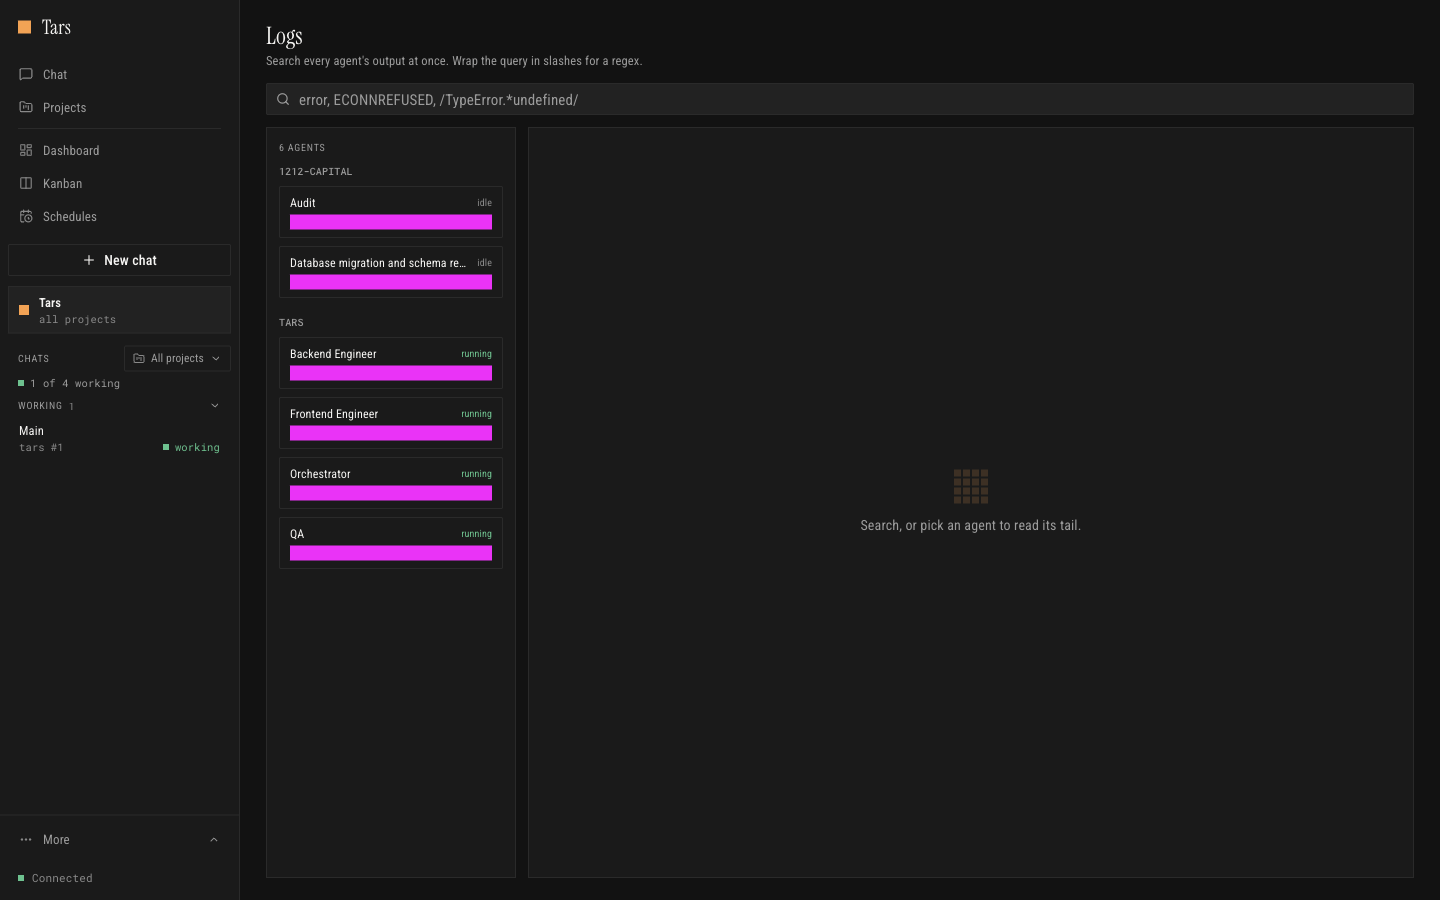 Tars
Chat
Projects
Dashboard
Kanban
Schedules
New chat
Tars
all projects
CHATS
All projects
1 of 4 working
WORKING 1
Main
tars #1
working
More
Connected
Logs
Search every agent's output at once. Wrap the query in slashes for a regex.
error, ECONNREFUSED, /TypeError.*undefined/
6 AGENTS
1212-CAPITAL
Audit idle
Database migration and schema re… idle
TARS
Backend Engineer running
Frontend Engineer running
Orchestrator running
QA running
Search, or pick an agent to read its tail.